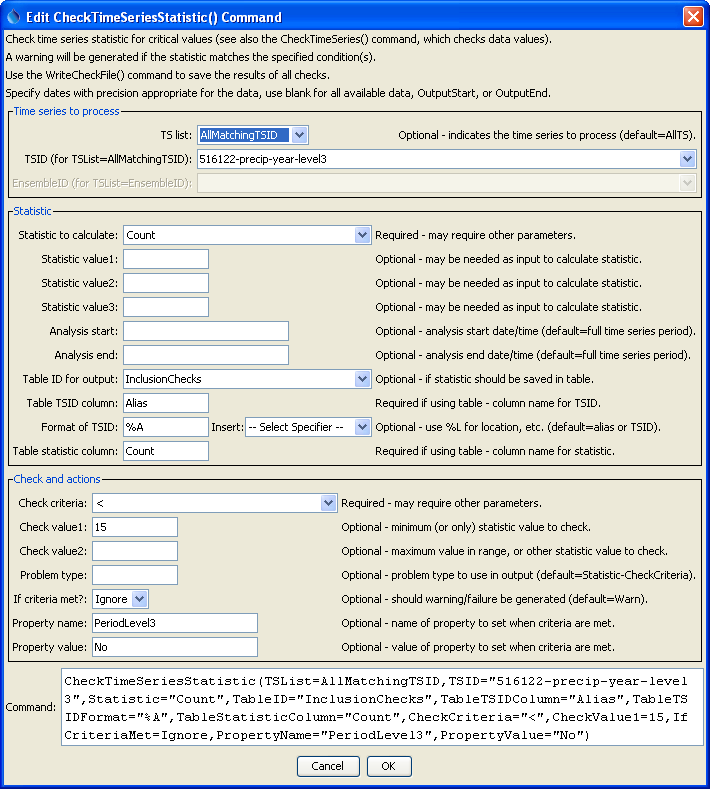 Edit CheckTimeSeriesStatistic() Command
Check time series statistic for critical values (see also the CheckTimeSeries() command, which checks data values).
A warning will be generated if the statistic matches the specified condition(s).
Use the WriteCheckFile() command to save the results of all checks.
Specify dates with precision appropriate for the data, use blank for all available data, OutputStart, or OutputEnd.
Time series to process
TS list: AllMatchingTSID Optional - indicates the time series to process (default=AllTS).
TSID (for TSList=AllMatchingTSID): 516122-precip-year-level3
EnsembleID (for TSList=EnsembleID):
Statistic
Statistic to calculate: Count Required - may require other parameters.
Statistic value1: Optional - may be needed as input to calculate statistic.
Statistic value2: Optional - may be needed as input to calculate statistic.
Statistic value3: Optional - may be needed as input to calculate statistic.
Analysis start: Optional - analysis start date/time (default=full time series period).
Analysis end: Optional - analysis end date/time (default=full time series period).
Table ID for output: InclusionChecks Optional - if statistic should be saved in table.
Table TSID column: Alias Required if using table - column name for TSID.
Format of TSID: %A Insert: -- Select Specifier -- Optional - use %L for location, etc. (default=alias or TSID).
Table statistic column: Count Required if using table - column name for statistic.
Check and actions
Check criteria: < Required - may require other parameters.
Check value1: 15 Optional - minimum (or only) statistic value to check.
Check value2: Optional - maximum value in range, or other statistic value to check.
Problem type: Optional - problem type to use in output (default=Statistic-CheckCriteria).
If criteria met?: Ignore Optional - should warning/failure be generated (default=Warn).
Property name: PeriodLevel3 Optional - name of property to set when criteria are met.
Property value: No Optional - value of property to set when criteria are met.
Command: CheckTimeSeriesStatistic(TSList=AllMatchingTSID,TSID="516122-precip-year-level
3",Statistic="Count",TableID="InclusionChecks",TableTSIDColumn="Alias",TableTS
IDFormat="%A",TableStatisticColumn="Count",CheckCriteria="<",CheckValue1=15,If
CriteriaMet=Ignore,PropertyName="PeriodLevel3",PropertyValue="No")
Cancel OK